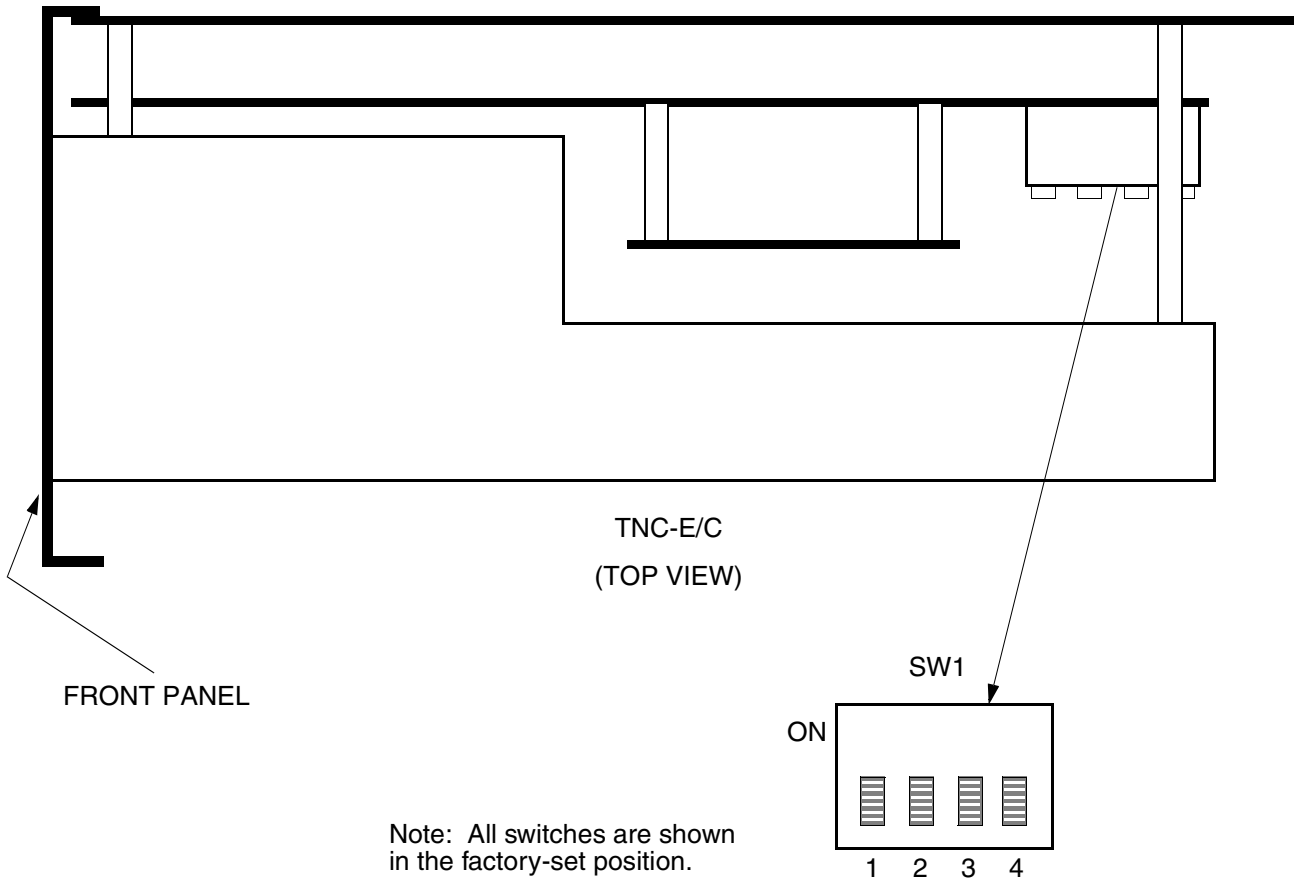 TNC-E/C
(TOP VIEW)
FRONT PANEL
SW1
ON
1 2 3 4
Note: All switches are shown
in the factory-set position.